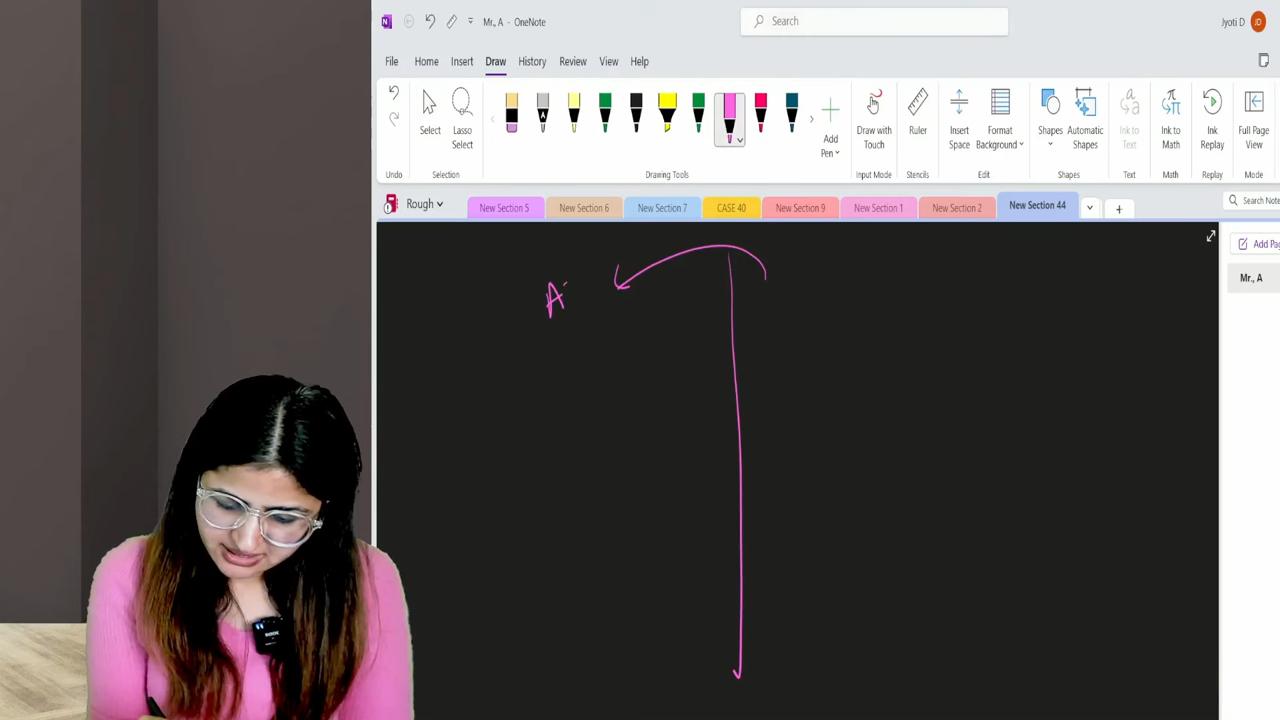 Mr., A - OneNote
Search
Jyoti D
JD
File Home Insert Draw History Review View Help
Select
Lasso Select
Add Pen
Draw with Touch
Ruler
Insert Space
Format Background
Shapes
Automatic Shapes
Ink to Text
Ink to Math
Ink Replay
Full Page View
Undo Selection Drawing Tools Input Mode Stencils Edit Shapes Text Math Replay Mode
Rough New Section 5 New Section 6 New Section 7 CASE 40 New Section 9 New Section 1 New Section 2 New Section 44
Search Note
Add Pag
Mr., A
A